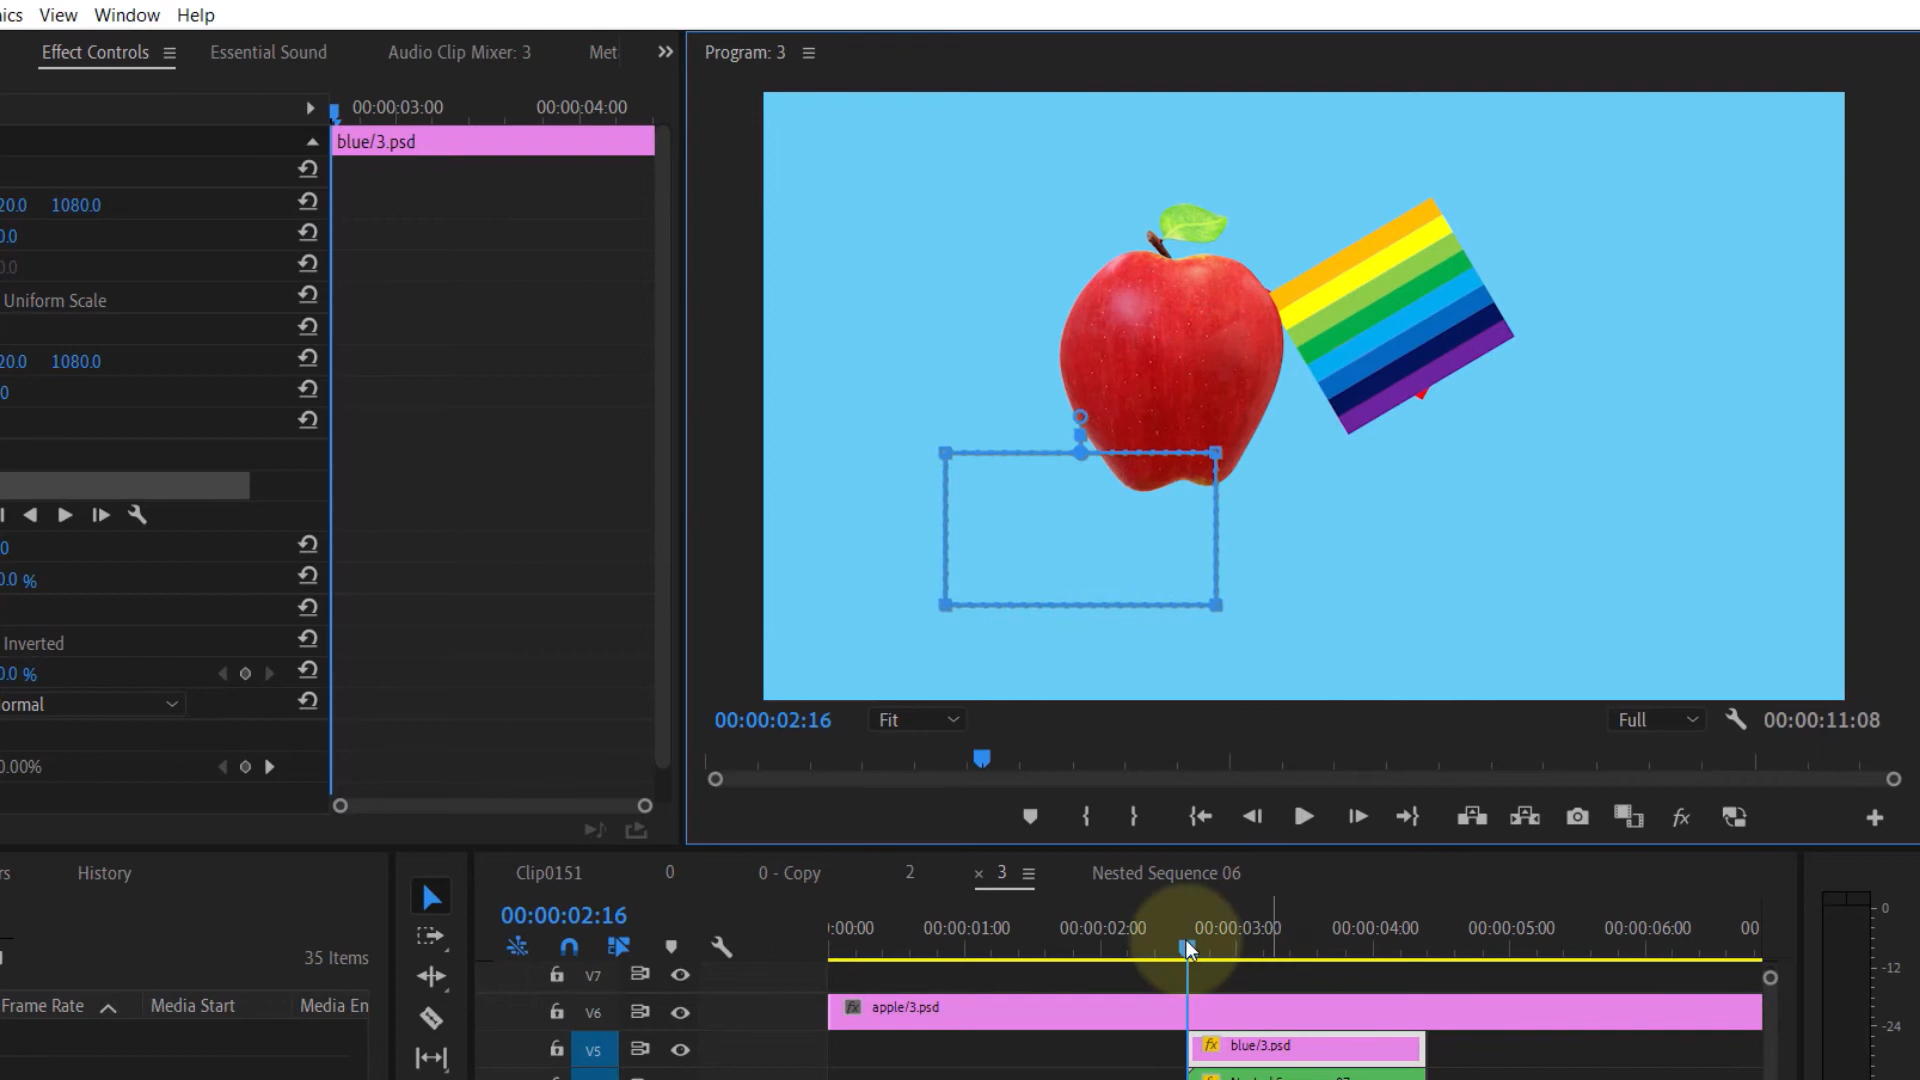 ics View Window Help
Effect Controls Essential Sound Audio Clip Mixer: 3 Met
Program: 3
00:00:03:00 00:00:04:00
blue/3.psd
20.0 1080.0
0.0
0.0
Uniform Scale
20.0 1080.0
0
0
0.0 %
Inverted
0.0 %
ormal
0.00%
00:00:02:16 Fit Full 00:00:11:08
rs History
35 Items
Frame Rate Media Start Media En
Clip0151 0 0 - Copy 2 × 3 Nested Sequence 06
00:00:02:16
:00:00 00:00:01:00 00:00:02:00 00:00:03:00 00:00:04:00 00:00:05:00 00:00:06:00 00
V7
V6 fx apple/3.psd
V5 fx blue/3.psd
0
-12
-24